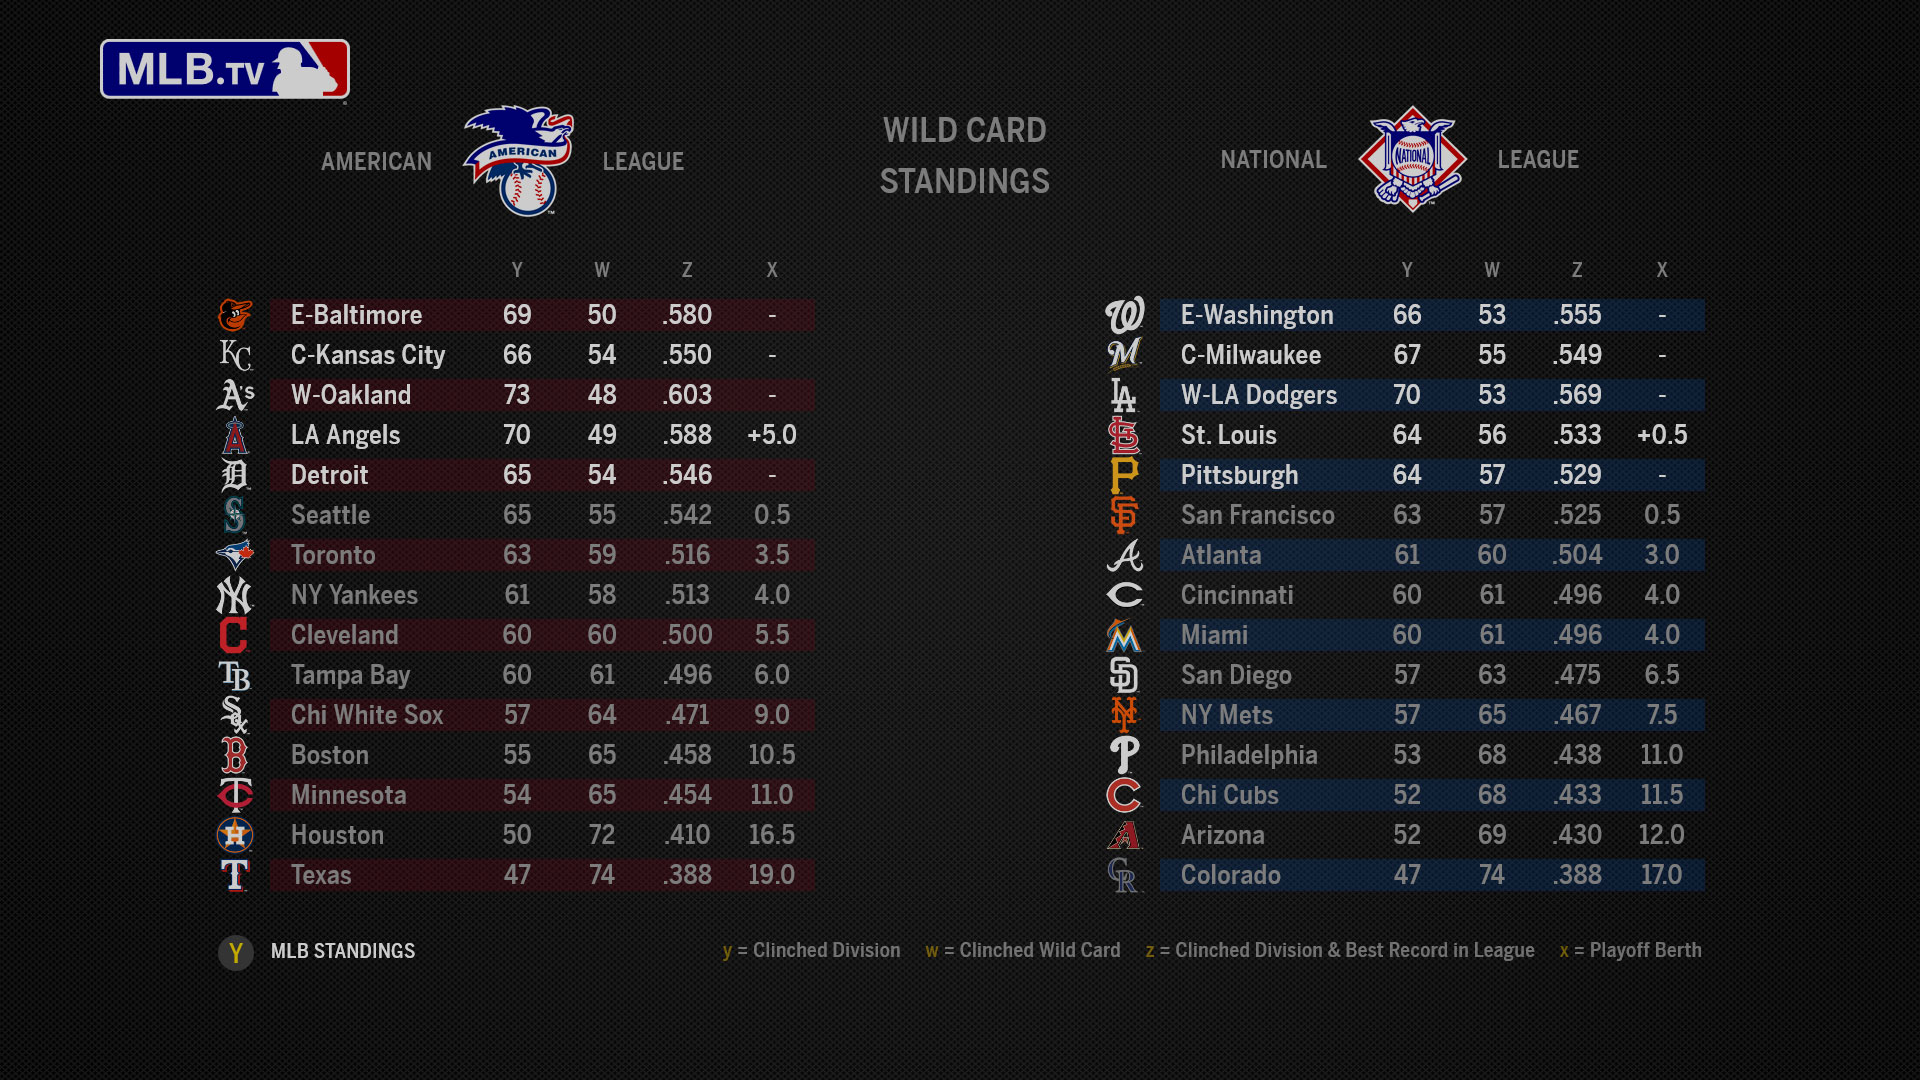 MLB.TV
WILD CARD
STANDINGS
AMERICAN AMERICAN LEAGUE
NATIONAL NATIONAL LEAGUE
Y W Z X
E-Baltimore 69 50 .580 -
C-Kansas City 66 54 .550 -
W-Oakland 73 48 .603 -
LA Angels 70 49 .588 +5.0
Detroit 65 54 .546 -
Seattle 65 55 .542 0.5
Toronto 63 59 .516 3.5
NY Yankees 61 58 .513 4.0
Cleveland 60 60 .500 5.5
Tampa Bay 60 61 .496 6.0
Chi White Sox 57 64 .471 9.0
Boston 55 65 .458 10.5
Minnesota 54 65 .454 11.0
Houston 50 72 .410 16.5
Texas 47 74 .388 19.0
Y W Z X
E-Washington 66 53 .555 -
C-Milwaukee 67 55 .549 -
W-LA Dodgers 70 53 .569 -
St. Louis 64 56 .533 +0.5
Pittsburgh 64 57 .529 -
San Francisco 63 57 .525 0.5
Atlanta 61 60 .504 3.0
Cincinnati 60 61 .496 4.0
Miami 60 61 .496 4.0
San Diego 57 63 .475 6.5
NY Mets 57 65 .467 7.5
Philadelphia 53 68 .438 11.0
Chi Cubs 52 68 .433 11.5
Arizona 52 69 .430 12.0
Colorado 47 74 .388 17.0
Y MLB STANDINGS
y = Clinched Division w = Clinched Wild Card z = Clinched Division & Best Record in League x = Playoff Berth